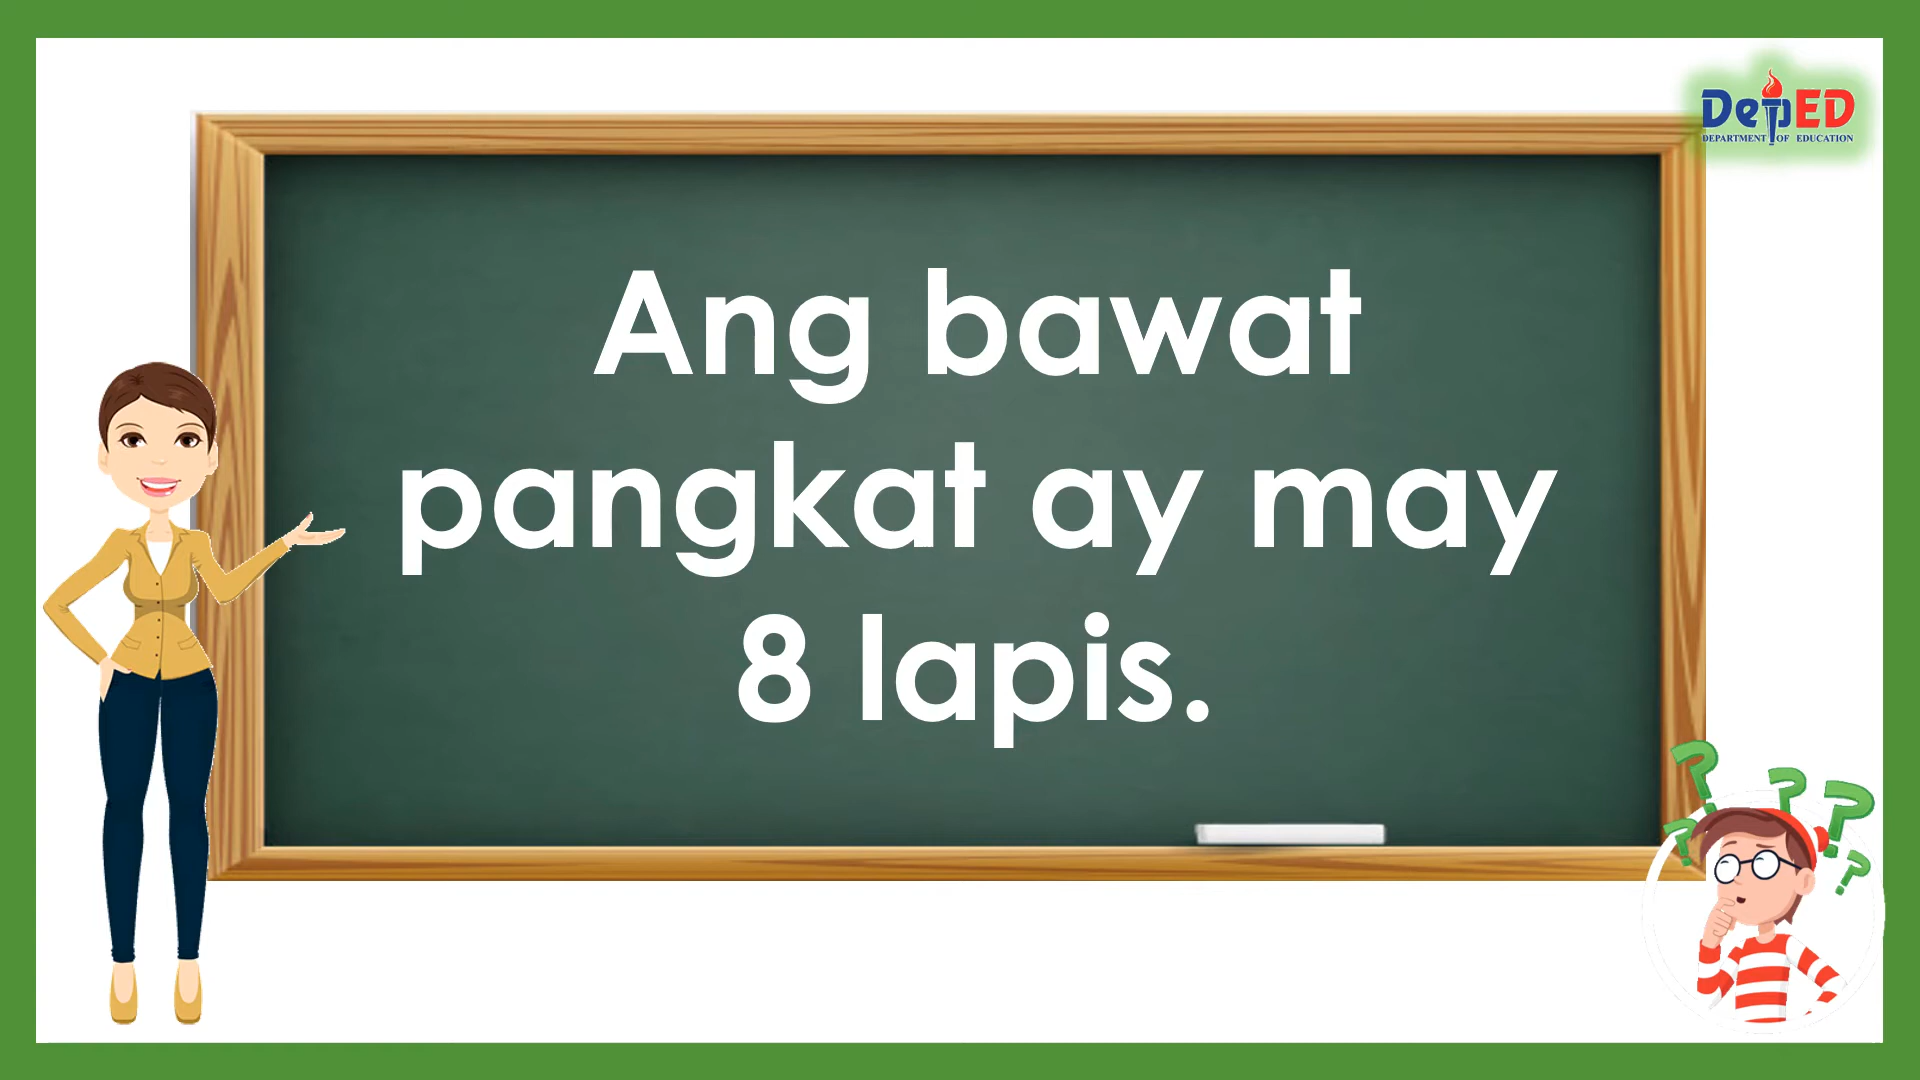 DepED
DEPARTMENT OF EDUCATION
Ang bawat
pangkat ay may
8 lapis.